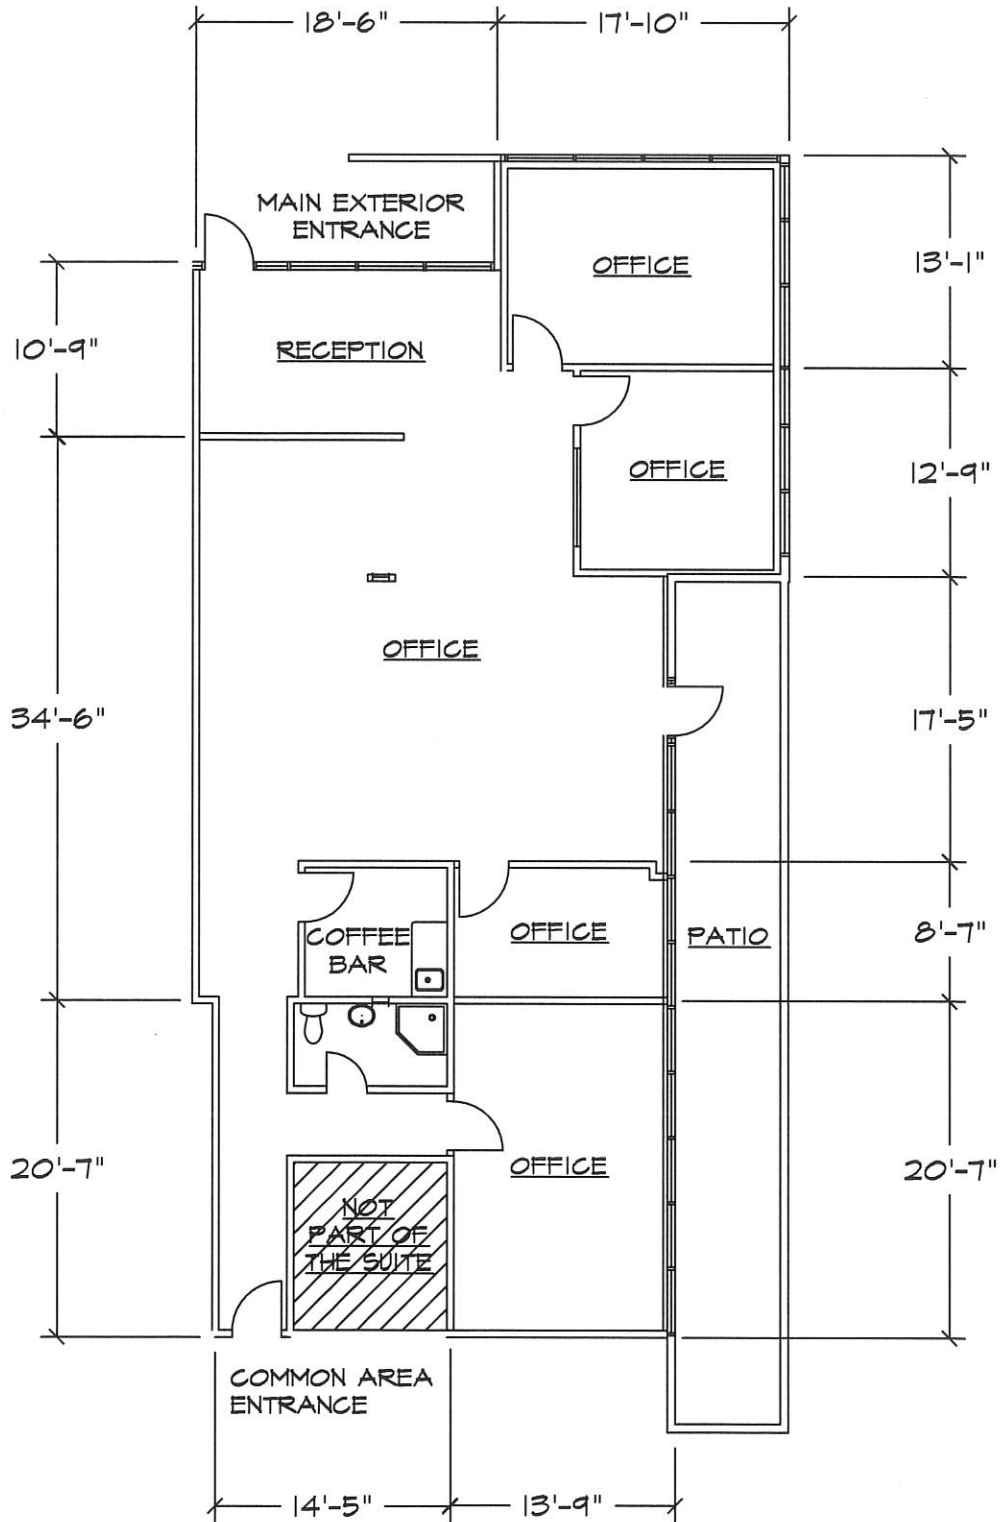 18'-6"
17'-10"
MAIN EXTERIOR
ENTRANCE
OFFICE
13'-1"
10'-9"
RECEPTION
OFFICE
12'-9"
OFFICE
34'-6"
17'-5"
COFFEE
BAR
OFFICE
PATIO
8'-7"
20'-7"
OFFICE
20'-7"
NOT
PART OF
THE SUITE
COMMON AREA
ENTRANCE
14'-5"
13'-9"